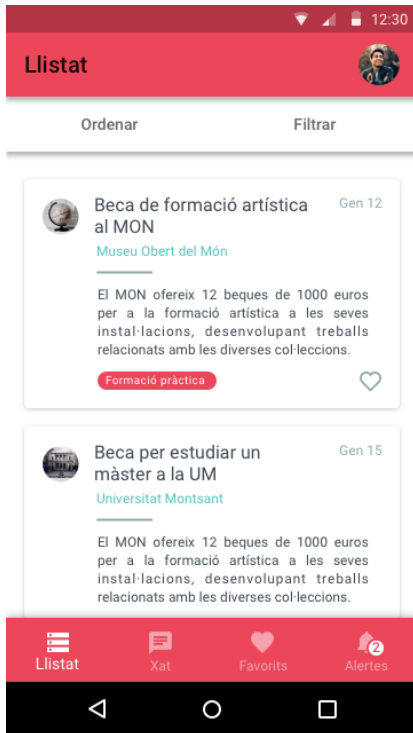 12:30
Llistat
Ordenar
Filtrar
Beca de formació artística
al MON
Gen 12
Museu Obert del Món
El MON ofereix 12 beques de 1000 euros
per a la formació artística a les seves
instal·lacions, desenvolupant treballs
relacionats amb les diverses col·leccions.
Formació pràctica
Beca per estudiar un
màster a la UM
Gen 15
Universitat Montsant
El MON ofereix 12 beques de 1000 euros
per a la formació artística a les seves
instal·lacions, desenvolupant treballs
relacionats amb les diverses col·leccions.
2
Llistat
Xat
Favorits
Alertes